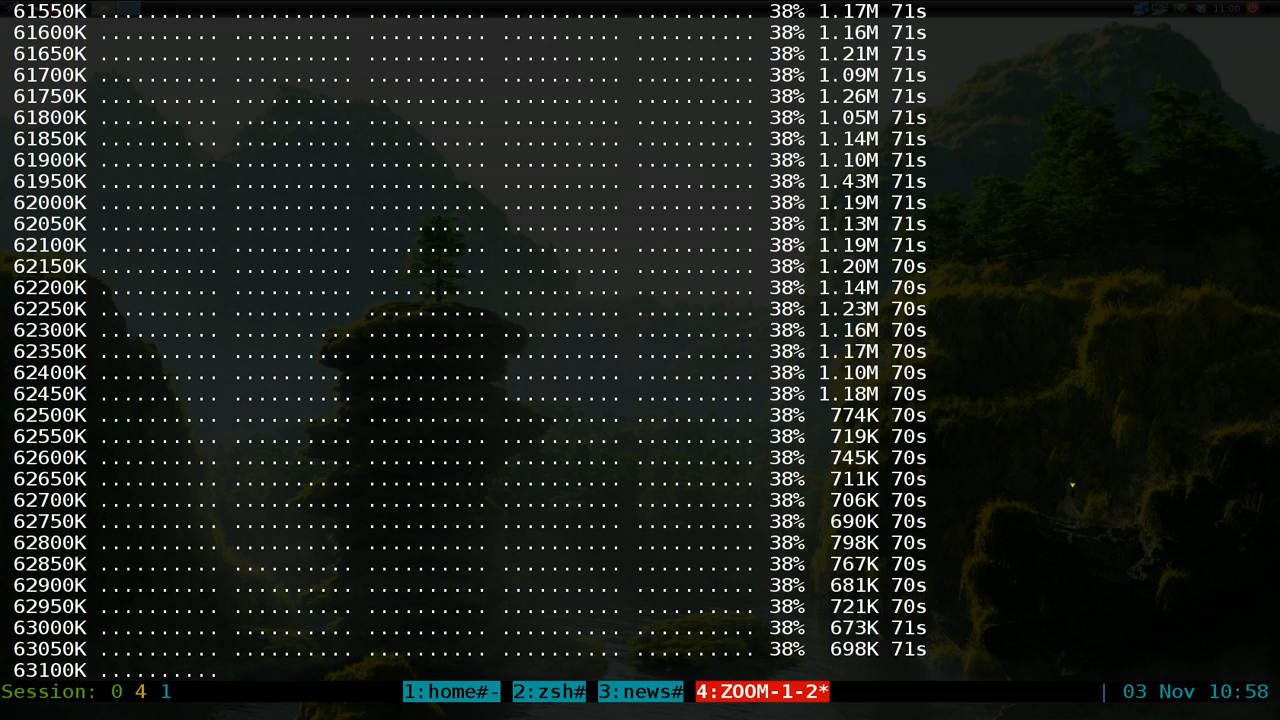 11:00
61550K .......... .......... .......... .......... .......... 38% 1.17M 71s
61600K .......... .......... .......... .......... .......... 38% 1.16M 71s
61650K .......... .......... .......... .......... .......... 38% 1.21M 71s
61700K .......... .......... .......... .......... .......... 38% 1.09M 71s
61750K .......... .......... .......... .......... .......... 38% 1.26M 71s
61800K .......... .......... .......... .......... .......... 38% 1.05M 71s
61850K .......... .......... .......... .......... .......... 38% 1.14M 71s
61900K .......... .......... .......... .......... .......... 38% 1.10M 71s
61950K .......... .......... .......... .......... .......... 38% 1.43M 71s
62000K .......... .......... .......... .......... .......... 38% 1.19M 71s
62050K .......... .......... .......... .......... .......... 38% 1.13M 71s
62100K .......... .......... .......... .......... .......... 38% 1.19M 71s
62150K .......... .......... .......... .......... .......... 38% 1.20M 70s
62200K .......... .......... .......... .......... .......... 38% 1.14M 70s
62250K .......... .......... .......... .......... .......... 38% 1.23M 70s
62300K .......... .......... .......... .......... .......... 38% 1.16M 70s
62350K .......... .......... .......... .......... .......... 38% 1.17M 70s
62400K .......... .......... .......... .......... .......... 38% 1.10M 70s
62450K .......... .......... .......... .......... .......... 38% 1.18M 70s
62500K .......... .......... .......... .......... .......... 38% 774K 70s
62550K .......... .......... .......... .......... .......... 38% 719K 70s
62600K .......... .......... .......... .......... .......... 38% 745K 70s
62650K .......... .......... .......... .......... .......... 38% 711K 70s
62700K .......... .......... .......... .......... .......... 38% 706K 70s
62750K .......... .......... .......... .......... .......... 38% 690K 70s
62800K .......... .......... .......... .......... .......... 38% 798K 70s
62850K .......... .......... .......... .......... .......... 38% 767K 70s
62900K .......... .......... .......... .......... .......... 38% 681K 70s
62950K .......... .......... .......... .......... .......... 38% 721K 70s
63000K .......... .......... .......... .......... .......... 38% 673K 71s
63050K .......... .......... .......... .......... .......... 38% 698K 71s
63100K ..........
Session: 0 4 1 1:home#- 2:zsh# 3:news# 4:ZOOM-1-2* | 03 Nov 10:58